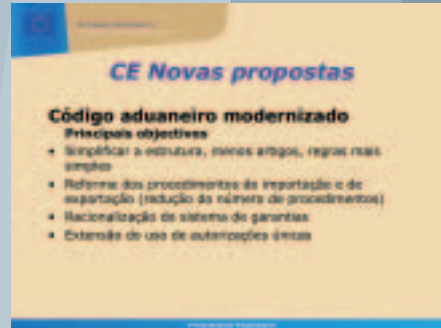 CE Novas propostas
Código aduaneiro modernizado
Principais objectivos
• Simplificar a estrutura, menos artigos, regras mais
simples
• Reforma dos procedimentos de importação e de
exportação (redução do número de procedimentos)
• Racionalização do sistema de garantias
• Extensão do uso de autorizações únicas